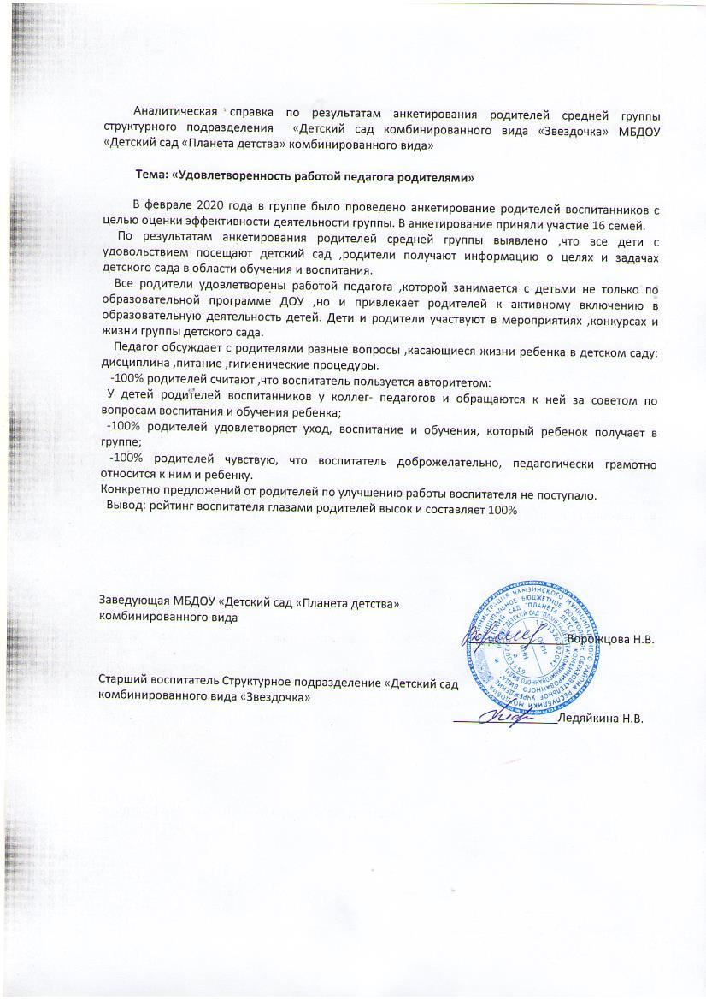 Аналитическая справка по результатам анкетирования родителей средней группы
структурного подразделения «Детский сад комбинированного вида «Звездочка» МБДОУ
«Детский сад «Планета детства» комбинированного вида»
Тема: «Удовлетворенность работой педагога родителями»
В феврале 2020 года в группе было проведено анкетирование родителей воспитанников с
целью оценки эффективности деятельности группы. В анкетирование приняли участие 16 семей.
По результатам анкетирования родителей средней группы выявлено ,что все дети с
удовольствием посещают детский сад ,родители получают информацию о целях и задачах
детского сада в области обучения и воспитания.
Все родители удовлетворены работой педагога ,которой занимается с детьми не только по
образовательной программе ДОУ ,но и привлекает родителей к активному включению в
образовательную деятельность детей. Дети и родители участвуют в мероприятиях ,конкурсах и
жизни группы детского сада.
Педагог обсуждает с родителями разные вопросы ,касающиеся жизни ребенка в детском саду:
дисциплина ,питание ,гигиенические процедуры.
-100% родителей считают ,что воспитатель пользуется авторитетом:
У детей родителей воспитанников у коллег- педагогов и обращаются к ней за советом по
вопросам воспитания и обучения ребенка;
-100% родителей удовлетворяет уход, воспитание и обучения, который ребенок получает в
группе;
-100% родителей чувствую, что воспитатель доброжелательно, педагогически грамотно
относится к ним и ребенку.
Конкретно предложений от родителей по улучшению работы воспитателя не поступало.
Вывод: рейтинг воспитателя глазами родителей высок и составляет 100%
Заведующая МБДОУ «Детский сад «Планета детства»
комбинированного вида
Ворожцова Н.В.
Старший воспитатель Структурное подразделение «Детский сад
комбинированного вида «Звездочка»
Ледяйкина Н.В.